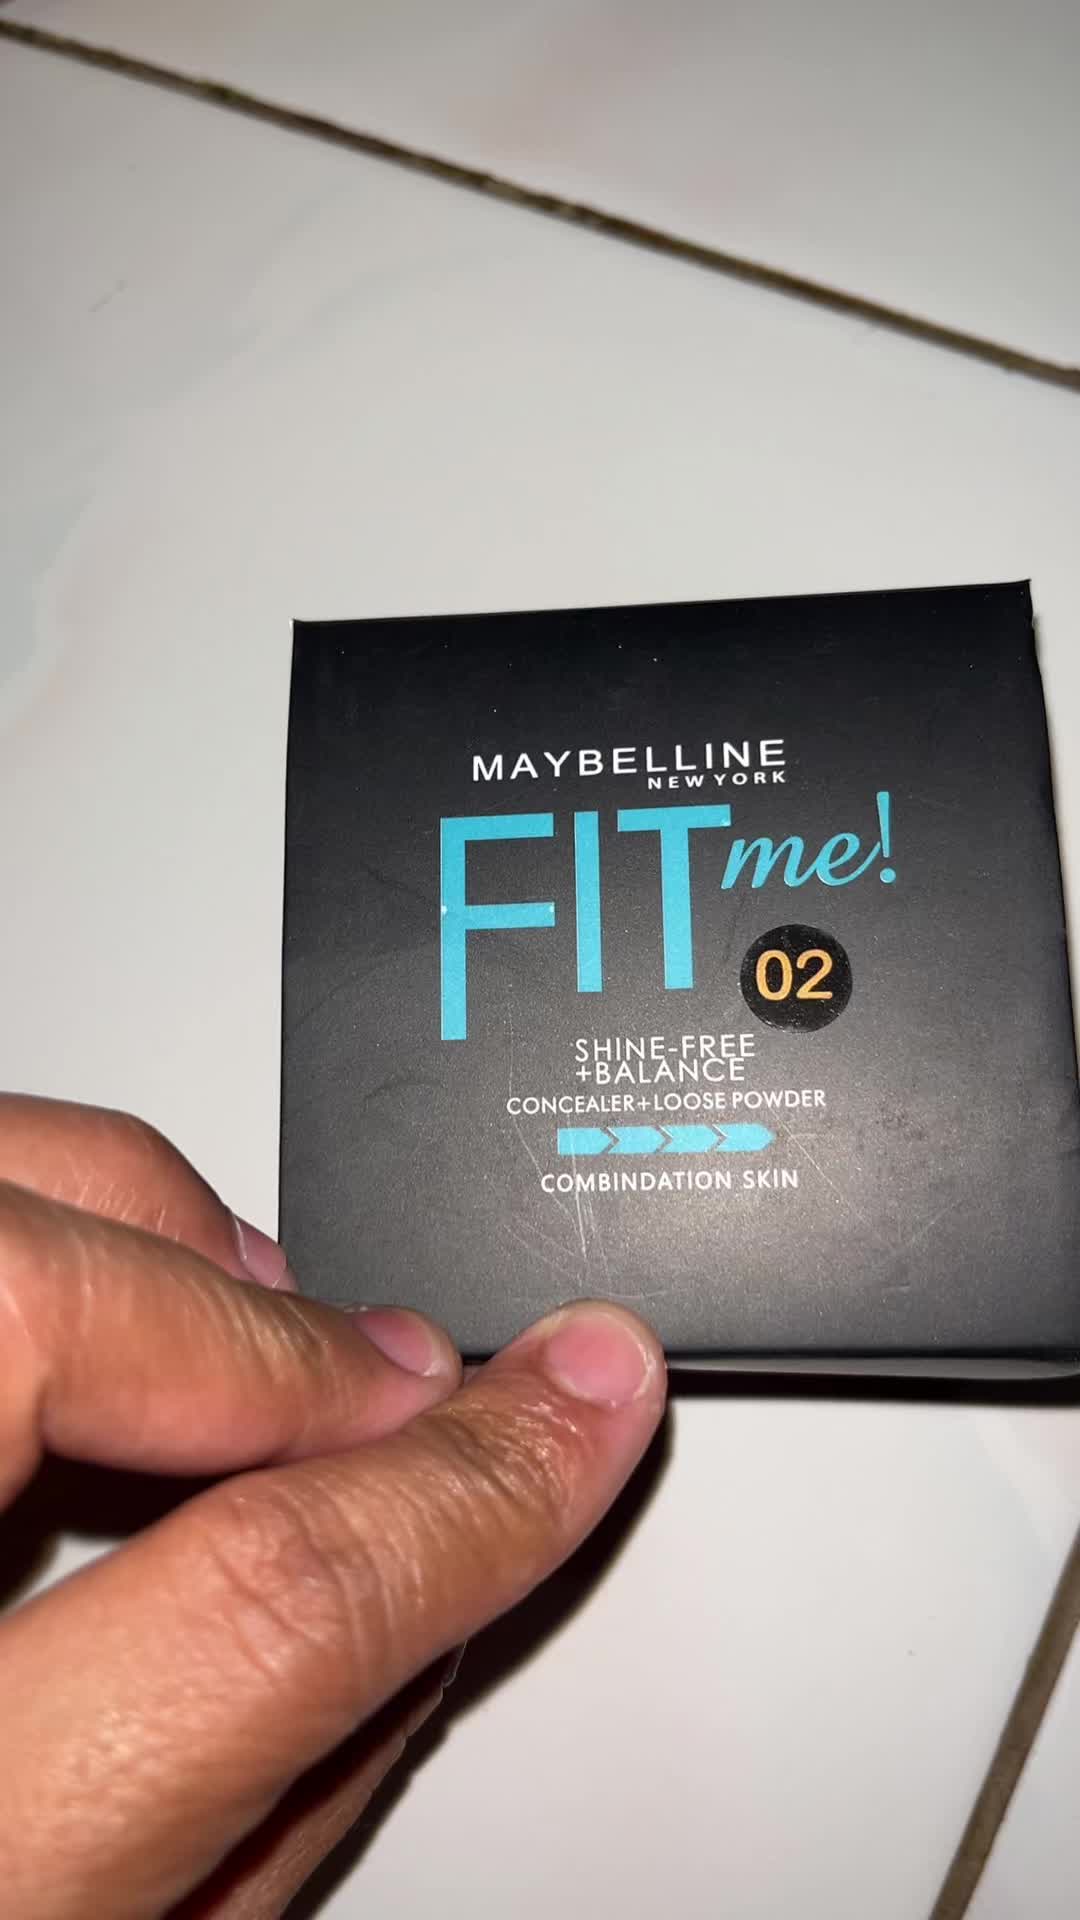 MAYBELLINE
NEW YORK
FIT me!
02
SHINE-FREE
+BALANCE
CONCEALER+LOOSE POWDER
COMBINDATION SKIN